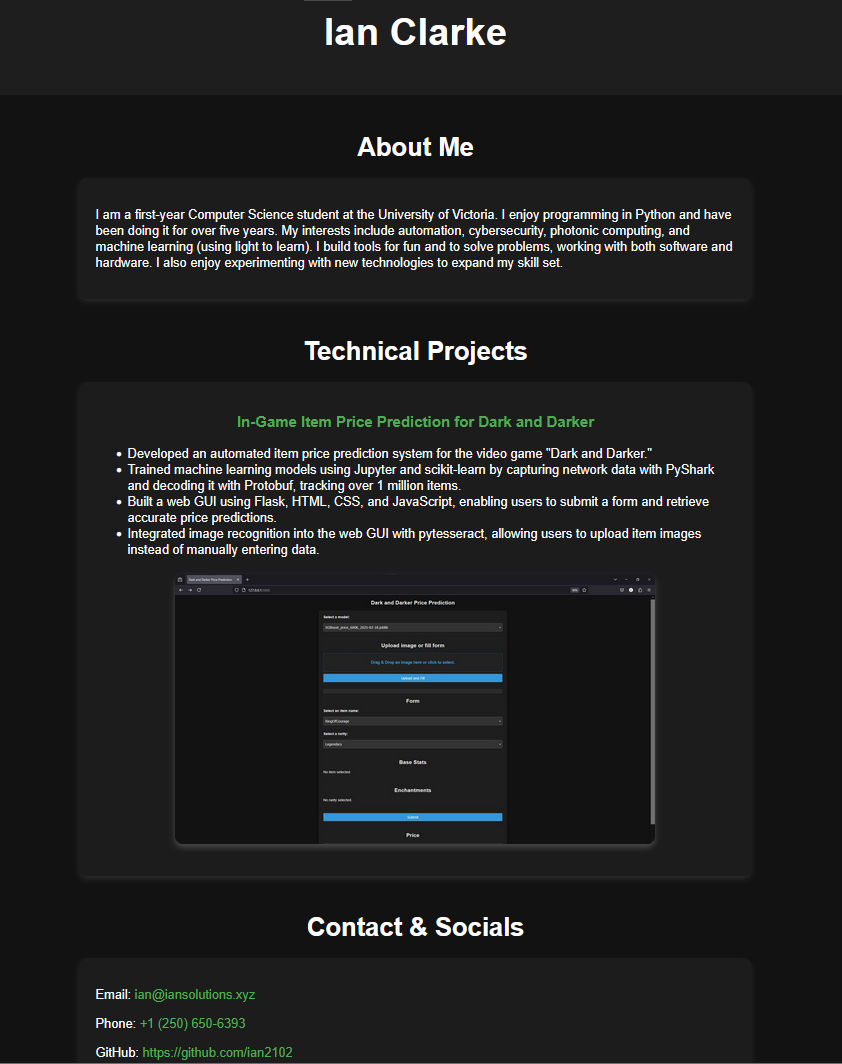 Ian Clarke
About Me
I am a first-year Computer Science student at the University of Victoria. I enjoy programming in Python and have
been doing it for over five years. My interests include automation, cybersecurity, photonic computing, and
machine learning (using light to learn). I build tools for fun and to solve problems, working with both software and
hardware. I also enjoy experimenting with new technologies to expand my skill set.
Technical Projects
In-Game Item Price Prediction for Dark and Darker
• Developed an automated item price prediction system for the video game "Dark and Darker."
• Trained machine learning models using Jupyter and scikit-learn by capturing network data with PyShark
and decoding it with Protobuf, tracking over 1 million items.
• Built a web GUI using Flask, HTML, CSS, and JavaScript, enabling users to submit a form and retrieve
accurate price predictions.
• Integrated image recognition into the web GUI with pytesseract, allowing users to upload item images
instead of manually entering data.
Dark and Darker Price Prediction
Dark and Darker Price Prediction
Select a model:
Upload image or fill form
Drag & Drop an image here or click to select
Upload and Fill
Form
Select an item name:
RingOfCourage
Select a rarity:
Legendary
Base Stats
No item selected.
Enchantments
No rarity selected.
Submit
Price
Contact & Socials
Email: ian@iansolutions.xyz
Phone: +1 (250) 650-6393
GitHub: https://github.com/ian2102